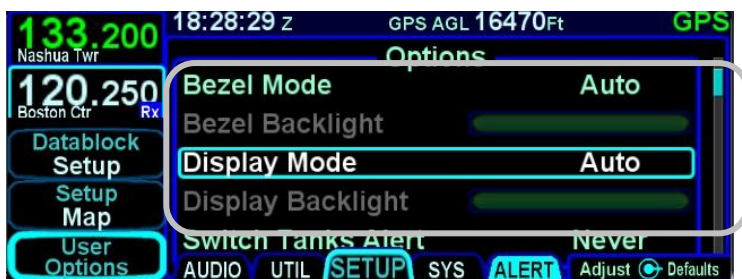 133.200
Nashua Twr
120.250
Boston Ctr Rx
Datablock
Setup
Setup
Map
User
Options
18:28:29 Z GPS AGL 16470Ft GPS
Options
Bezel Mode Auto
Bezel Backlight
Display Mode Auto
Display Backlight
Switch Tanks Alert Never
AUDIO UTIL SETUP SYS ALERT Adjust Defaults